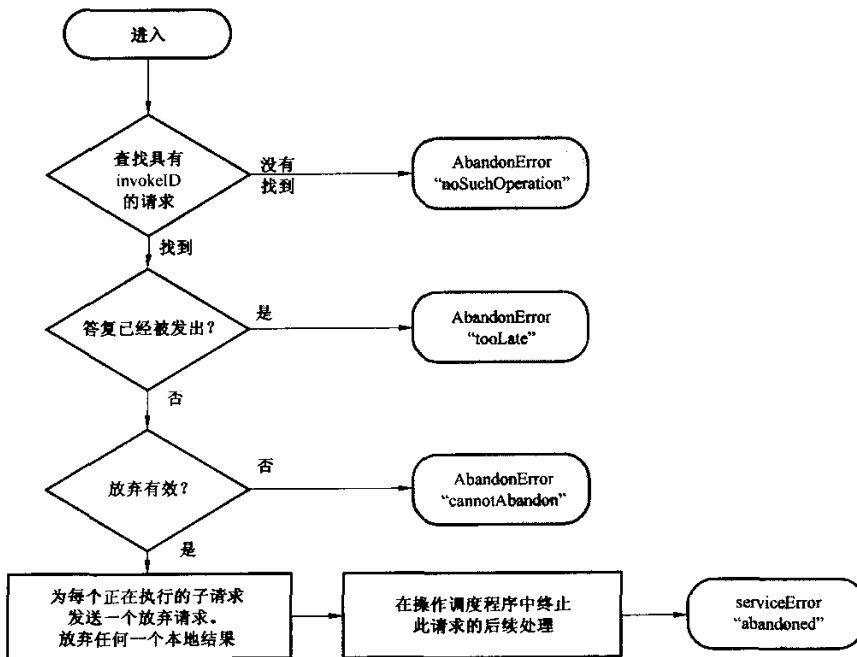 进入
查找具有
invokeID
的请求
没有
找到
AbandonError
“noSuchOperation”
找到
答复已经被发出？
是
AbandonError
“tooLate”
否
放弃有效？
否
AbandonError
“cannotAbandon”
是
为每个正在执行的子请求
发送一个放弃请求。
放弃任何一个本地结果
在操作调度程序中终止
此请求的后续处理
serviceError
“abandoned”